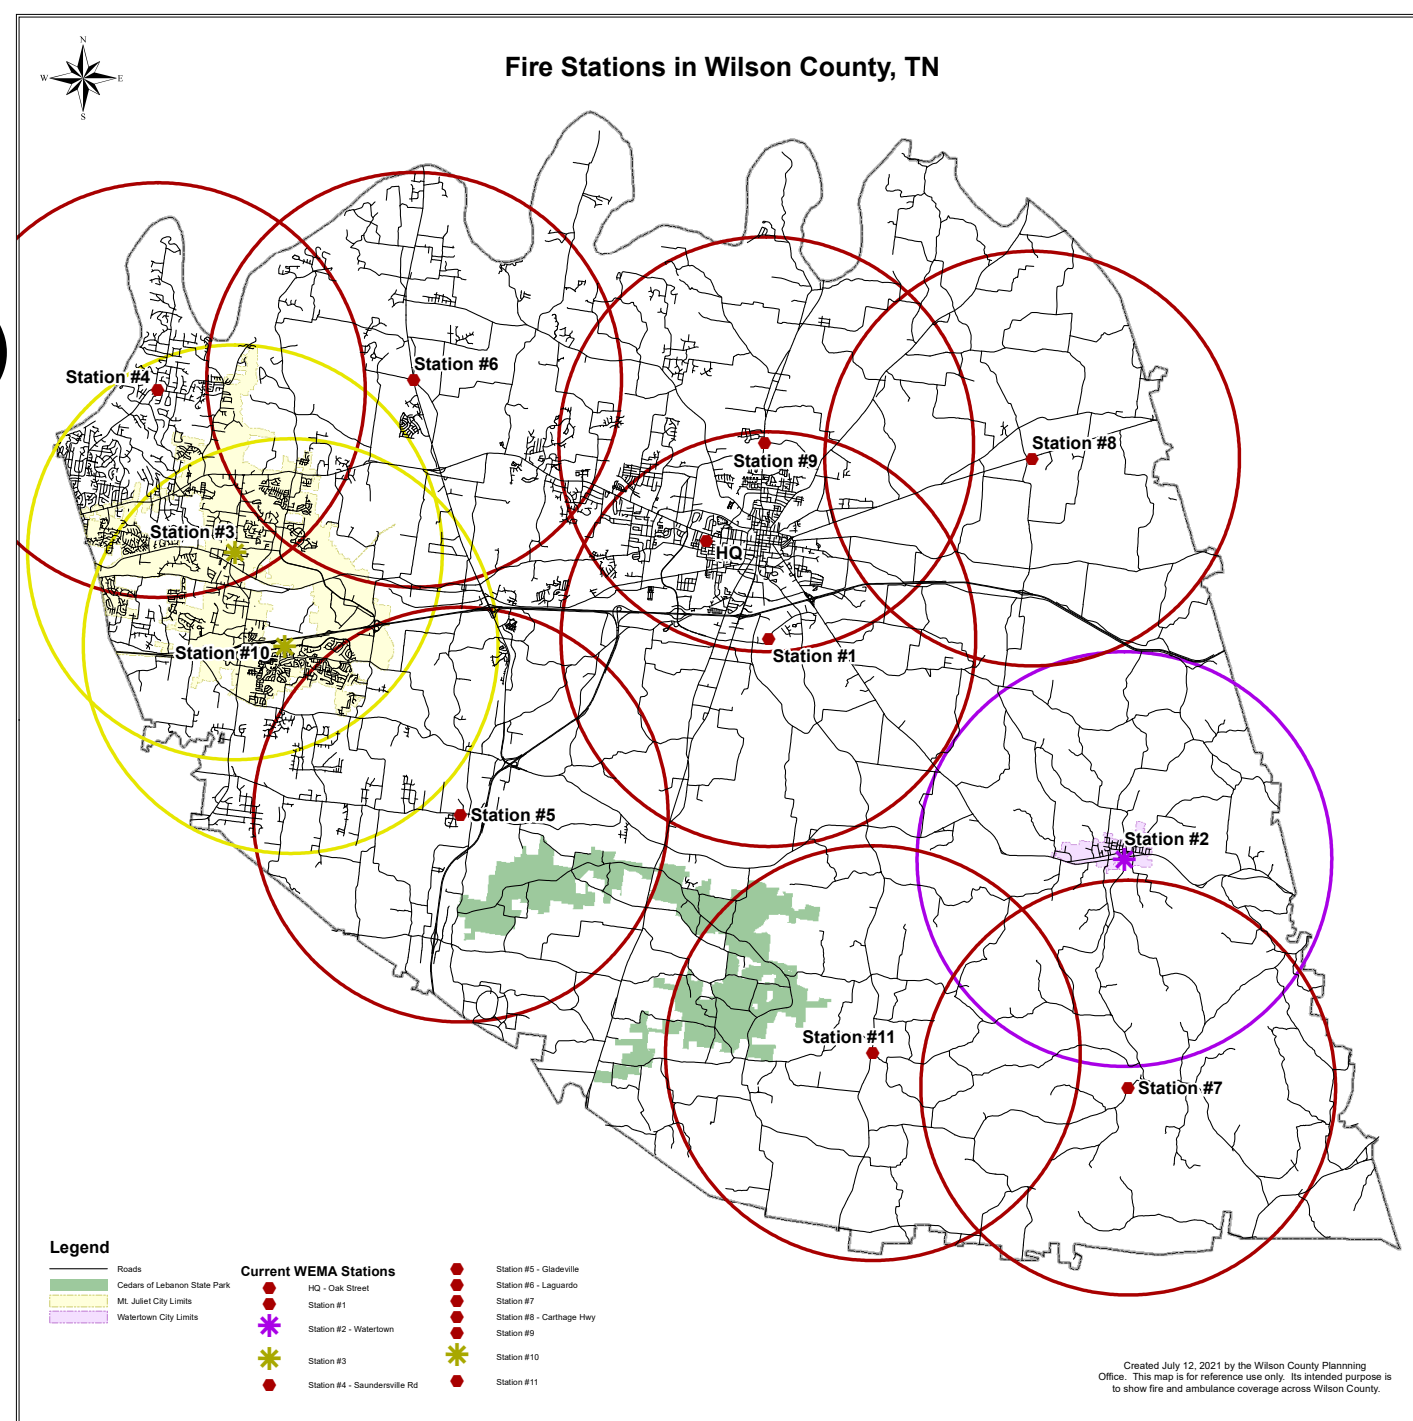 N
W E
S
Fire Stations in Wilson County, TN
Station #6
Station #4
Station #8
Station #9
Station #3
HQ
Station #10
Station #1
Station #5
Station #2
Station #11
Station #7
Legend
Roads
Cedars of Lebanon State Park
Mt. Juliet City Limits
Watertown City Limits
Current WEMA Stations
HQ - Oak Street
Station #1
Station #2 - Watertown
Station #3
Station #4 - Saundersville Rd
Station #5 - Gladeville
Station #6 - Laguardo
Station #7
Station #8 - Carthage Hwy
Station #9
Station #10
Station #11
Created July 12, 2021 by the Wilson County Plannning
Office. This map is for reference use only. Its intended purpose is
to show fire and ambulance coverage across Wilson County.